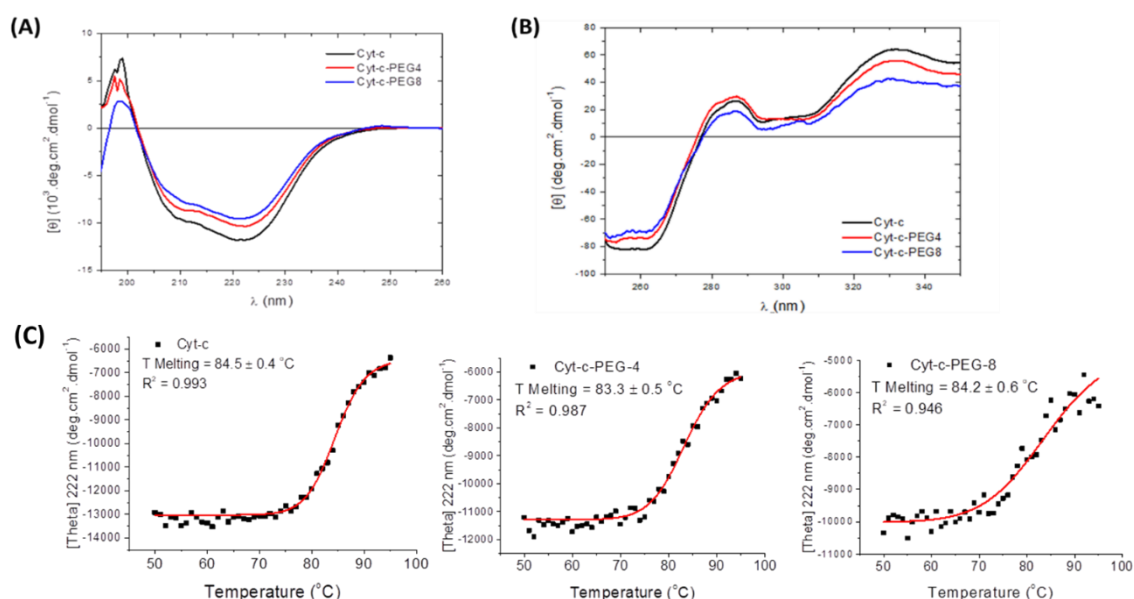 (A)
10
5
0
-5
-10
-15
[θ] (10³.deg.cm².dmol⁻¹)
Cyt-c
Cyt-c-PEG4
Cyt-c-PEG8
200 210 220 230 240 250 260
λ (nm)
(B)
80
60
40
20
0
-20
-40
-60
-80
-100
[θ] (deg.cm².dmol⁻¹)
Cyt-c
Cyt-c-PEG4
Cyt-c-PEG8
260 280 300 320 340
λ (nm)
(C)
Cyt-c
T Melting = 84.5 ± 0.4 °C
R² = 0.993
-6000
-7000
-8000
-9000
-10000
-11000
-12000
-13000
-14000
[Theta] 222 nm (deg.cm².dmol⁻¹)
50 60 70 80 90 100
Temperature (°C)
Cyt-c-PEG-4
T Melting = 83.3 ± 0.5 °C
R² = 0.987
-6000
-7000
-8000
-9000
-10000
-11000
-12000
[Theta] 222 nm (deg.cm².dmol⁻¹)
50 60 70 80 90 100
Temperature (°C)
Cyt-c-PEG-8
T Melting = 84.2 ± 0.6 °C
R² = 0.946
-5000
-6000
-7000
-8000
-9000
-10000
-11000
[Theta] 222 nm (deg.cm².dmol⁻¹)
50 60 70 80 90 100
Temperature (°C)